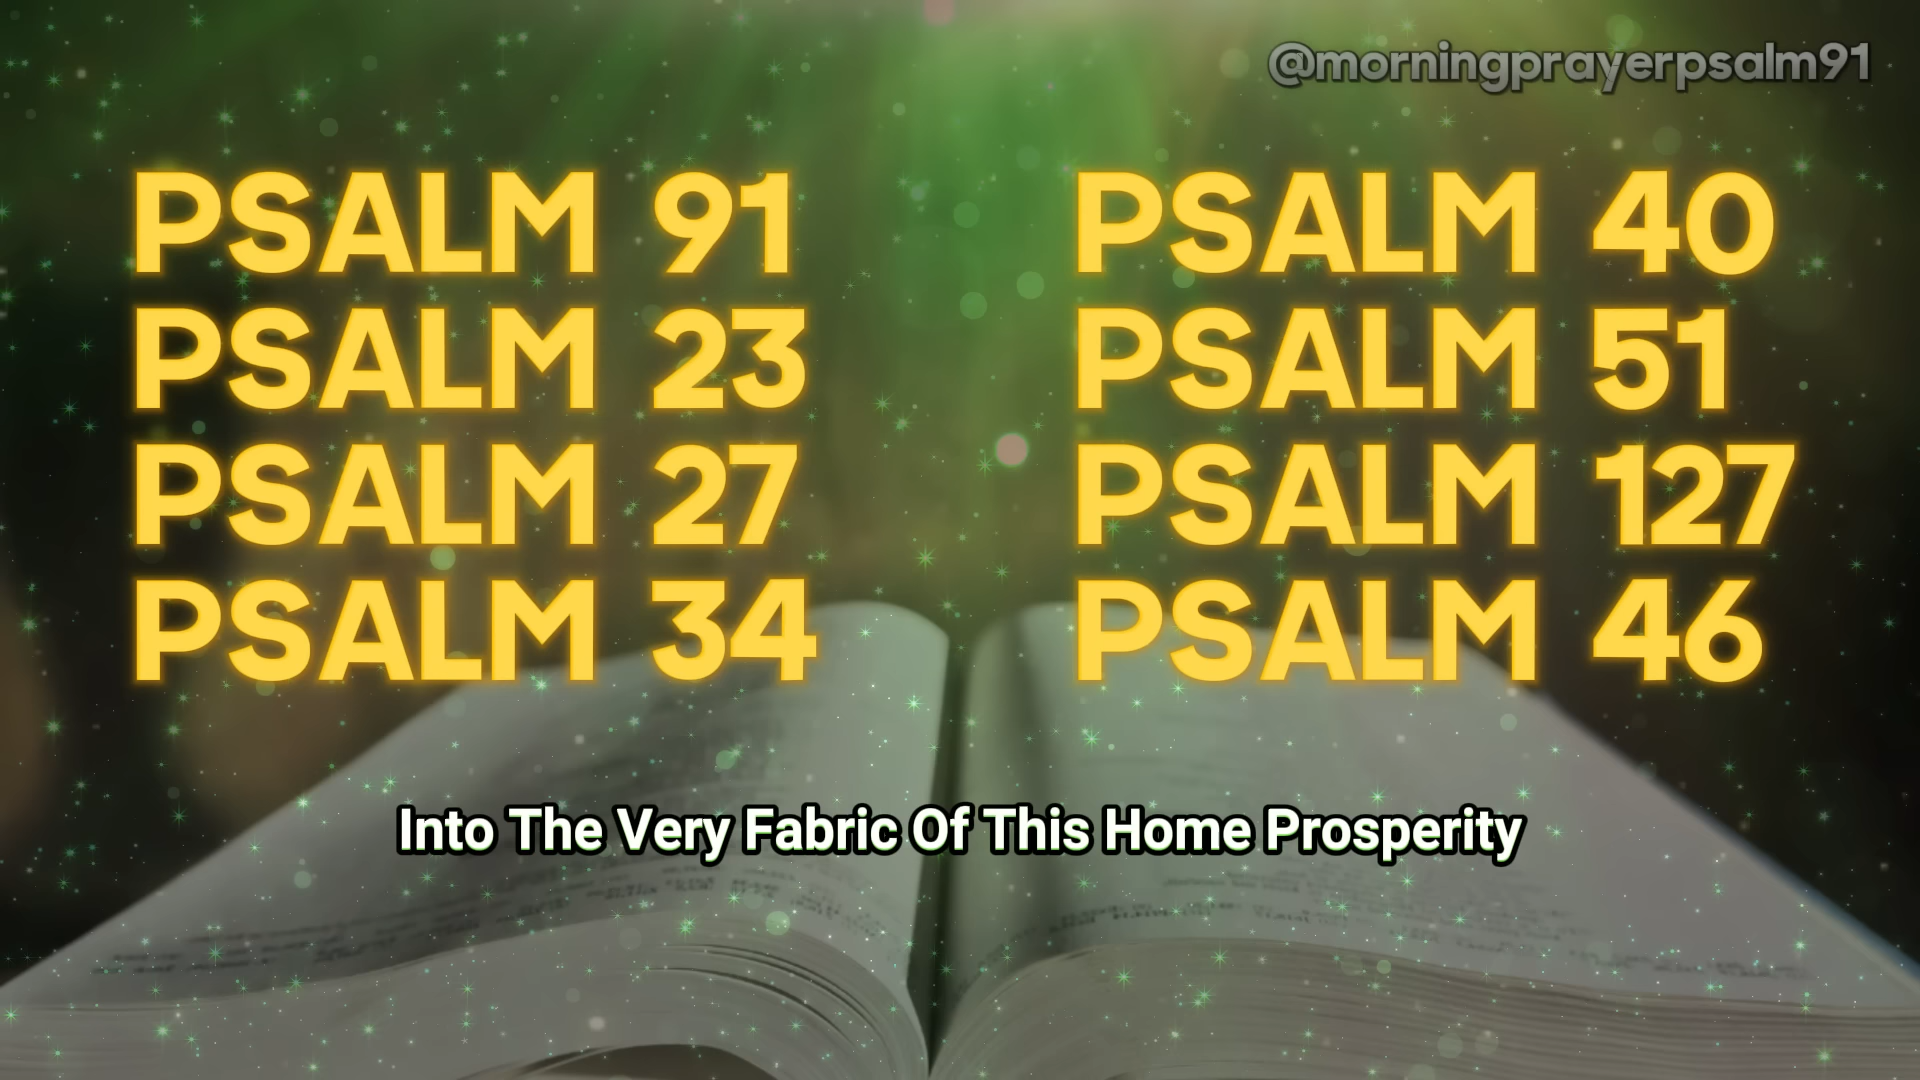 @morningprayerpsalm91
PSALM 91
PSALM 23
PSALM 27
PSALM 34
PSALM 40
PSALM 51
PSALM 127
PSALM 46
Into The Very Fabric Of This Home Prosperity